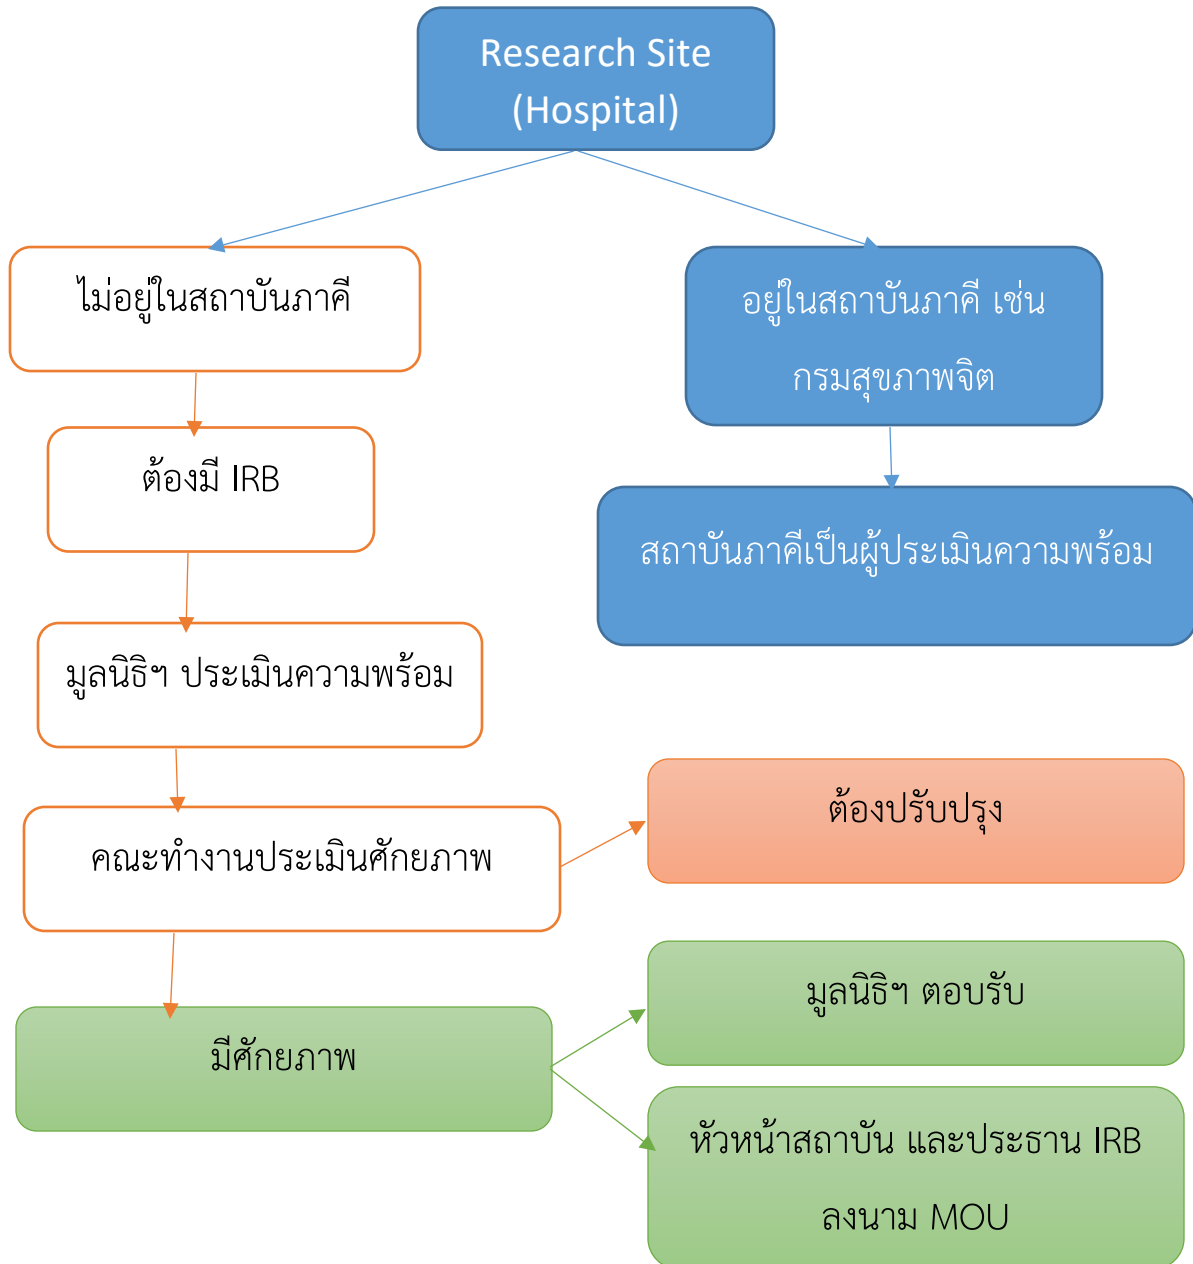 Research Site
(Hospital)
ไม่อยู่ในสถาบันภาคี
อยู่ในสถาบันภาคี เช่น
กรมสุขภาพจิต
ต้องมี IRB
สถาบันภาคีเป็นผู้ประเมินความพร้อม
มูลนิธิฯ ประเมินความพร้อม
คณะทำงานประเมินศักยภาพ
ต้องปรับปรุง
มีศักยภาพ
มูลนิธิฯ ตอบรับ
หัวหน้าสถาบัน และประธาน IRB
ลงนาม MOU